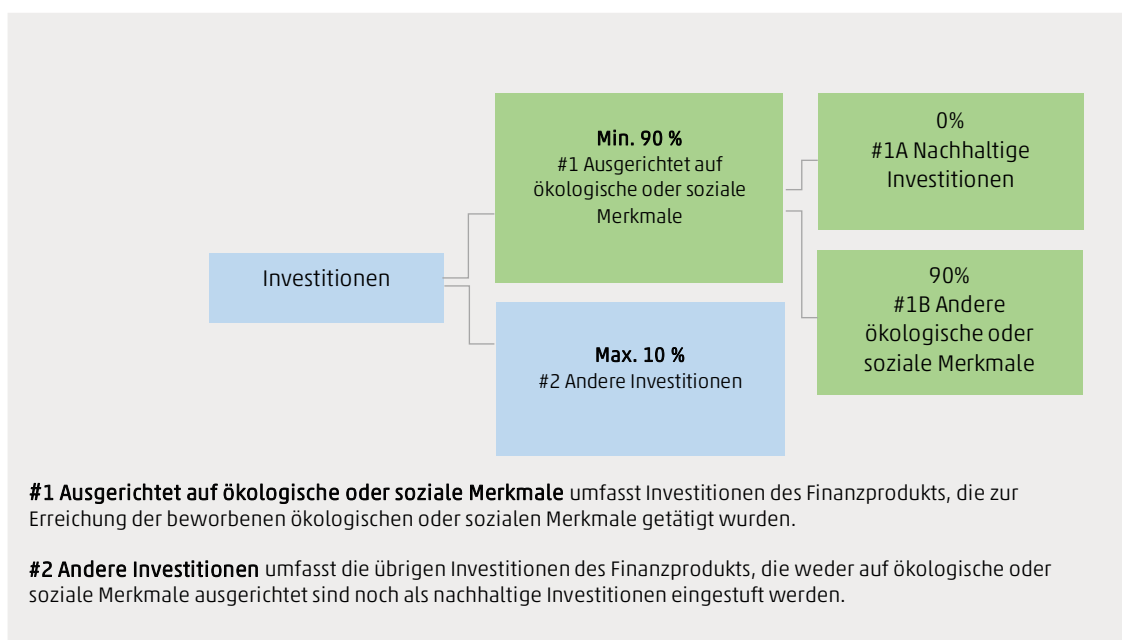 Investitionen
Min. 90 %
#1 Ausgerichtet auf
ökologische oder soziale
Merkmale
Max. 10 %
#2 Andere Investitionen
0%
#1A Nachhaltige
Investitionen
90%
#1B Andere
ökologische oder
soziale Merkmale
#1 Ausgerichtet auf ökologische oder soziale Merkmale umfasst Investitionen des Finanzprodukts, die zur
Erreichung der beworbenen ökologischen oder sozialen Merkmale getätigt wurden.
#2 Andere Investitionen umfasst die übrigen Investitionen des Finanzprodukts, die weder auf ökologische oder
soziale Merkmale ausgerichtet sind noch als nachhaltige Investitionen eingestuft werden.